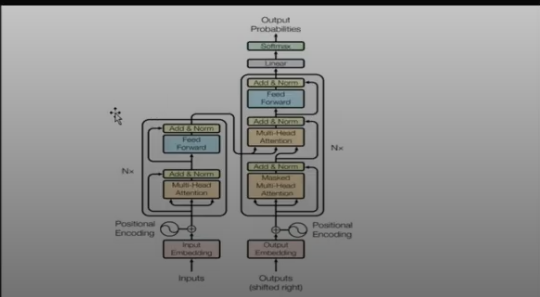 Output
Probabilities
Softmax
Linear
Add & Norm
Feed
Forward
Add & Norm
Multi-Head
Attention
Add & Norm
Masked
Multi-Head
Attention
Nx
Add & Norm
Feed
Forward
Add & Norm
Multi-Head
Attention
Nx
Positional
Encoding
Positional
Encoding
Input
Embedding
Output
Embedding
Inputs
Outputs
(shifted right)